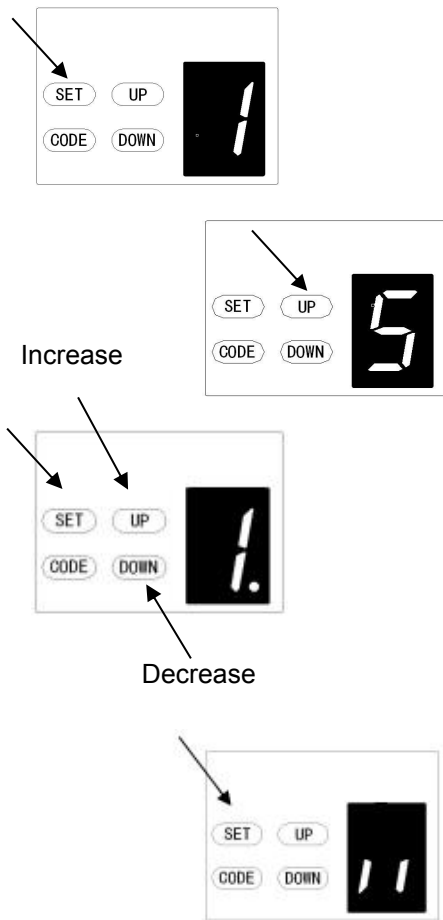 SET UP
CODE DOWN
1
SET UP
CODE DOWN
5
Increase
SET UP
CODE DOWN
1.
Decrease
SET UP
CODE DOWN